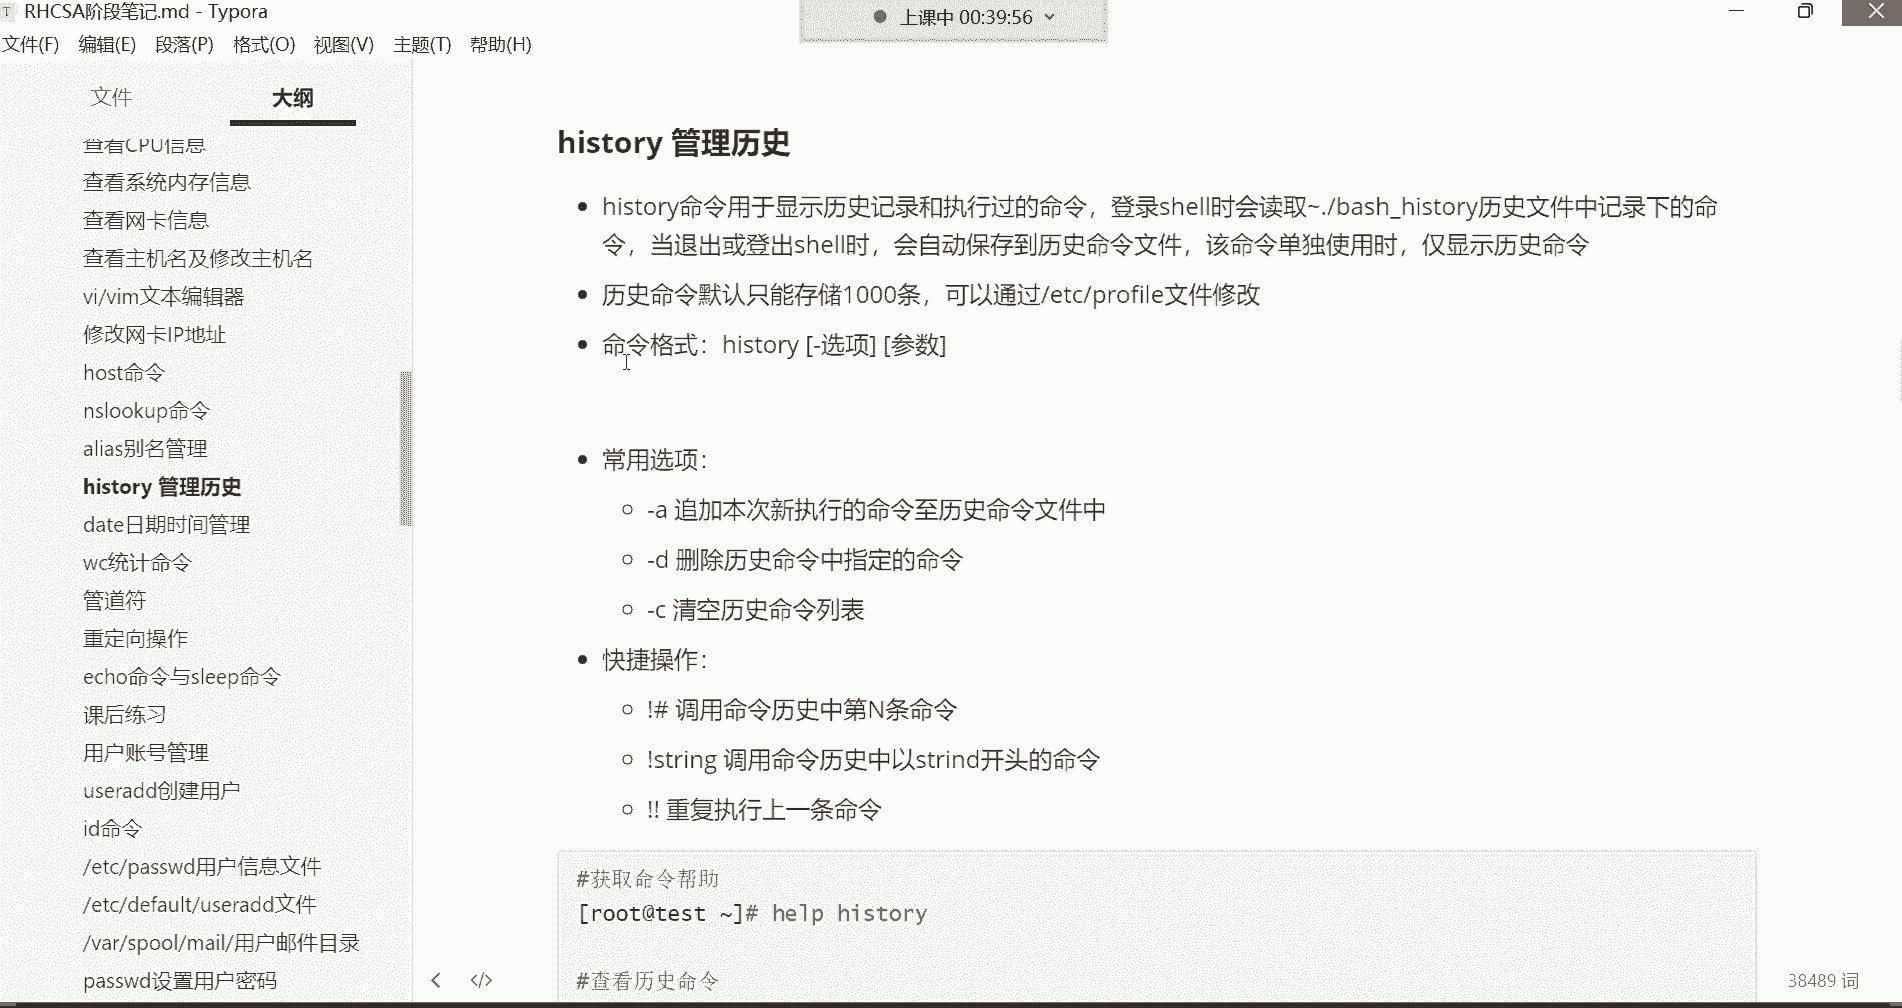 RHCSA阶段笔记.md - Typora
上课中 00:39:56
文件(F) 编辑(E) 段落(P) 格式(O) 视图(V) 主题(T) 帮助(H)
文件 大纲
查看CPU信息
查看系统内存信息
查看网卡信息
查看主机名及修改主机名
vi/vim文本编辑器
修改网卡IP地址
host命令
nslookup命令
alias别名管理
history 管理历史
date日期时间管理
wc统计命令
管道符
重定向操作
echo命令与sleep命令
课后练习
用户账号管理
useradd创建用户
id命令
/etc/passwd用户信息文件
/etc/default/useradd文件
/var/spool/mail/用户邮件目录
passwd设置用户密码
history 管理历史
history命令用于显示历史记录和执行过的命令，登录shell时会读取~./bash_history历史文件中记录下的命
令，当退出或登出shell时，会自动保存到历史命令文件，该命令单独使用时，仅显示历史命令
历史命令默认只能存储1000条，可以通过/etc/profile文件修改
命令格式：history [-选项] [参数]
常用选项：
-a 追加本次新执行的命令至历史命令文件中
-d 删除历史命令中指定的命令
-c 清空历史命令列表
快捷操作：
!# 调用命令历史中第N条命令
!string 调用命令历史中以strind开头的命令
!! 重复执行上一条命令
#获取命令帮助
[root@test ~]# help history
#查看历史命令
38489 词